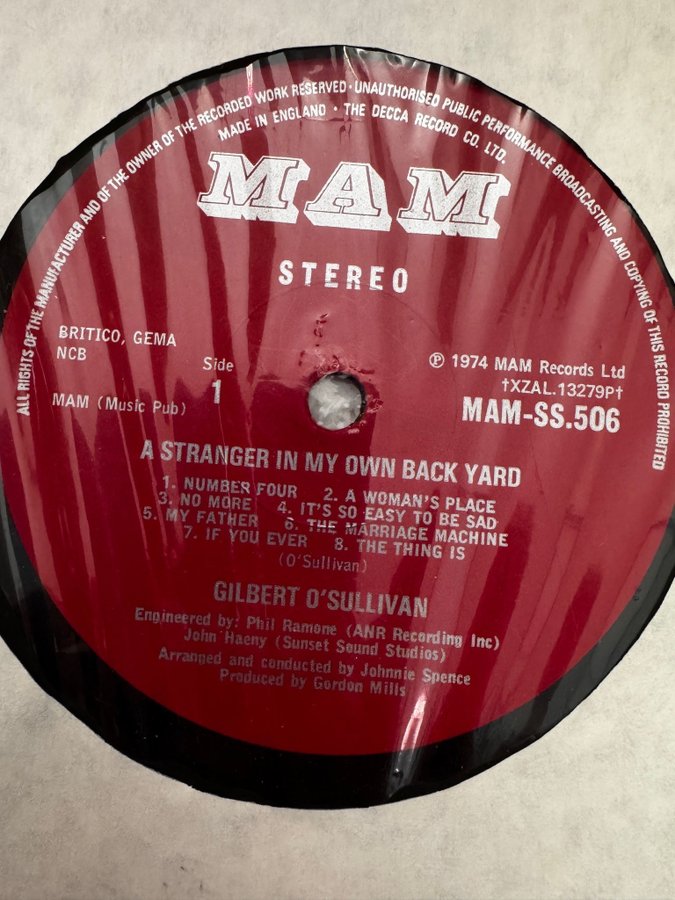 ALL RIGHTS OF THE MANUFACTURER AND OF THE OWNER OF THE RECORDED WORK RESERVED · UNAUTHORISED PUBLIC PERFORMANCE BROADCASTING AND COPYING OF THIS RECORD PROHIBITED
MADE IN ENGLAND · THE DECCA RECORD CO. LTD.
MAM
STEREO
BRITICO, GEMA
NCB
MAM (Music Pub)
Side
1
℗ 1974 MAM Records Ltd
†XZAL.13279P†
MAM-SS.506
A STRANGER IN MY OWN BACK YARD
1. NUMBER FOUR 2. A WOMAN'S PLACE
3. NO MORE 4. IT'S SO EASY TO BE SAD
5. MY FATHER 6. THE MARRIAGE MACHINE
7. IF YOU EVER 8. THE THING IS
(O'Sullivan)
GILBERT O'SULLIVAN
Engineered by: Phil Ramone (ANR Recording Inc)
John Haeny (Sunset Sound Studios)
Arranged and conducted by Johnnie Spence
Produced by Gordon Mills